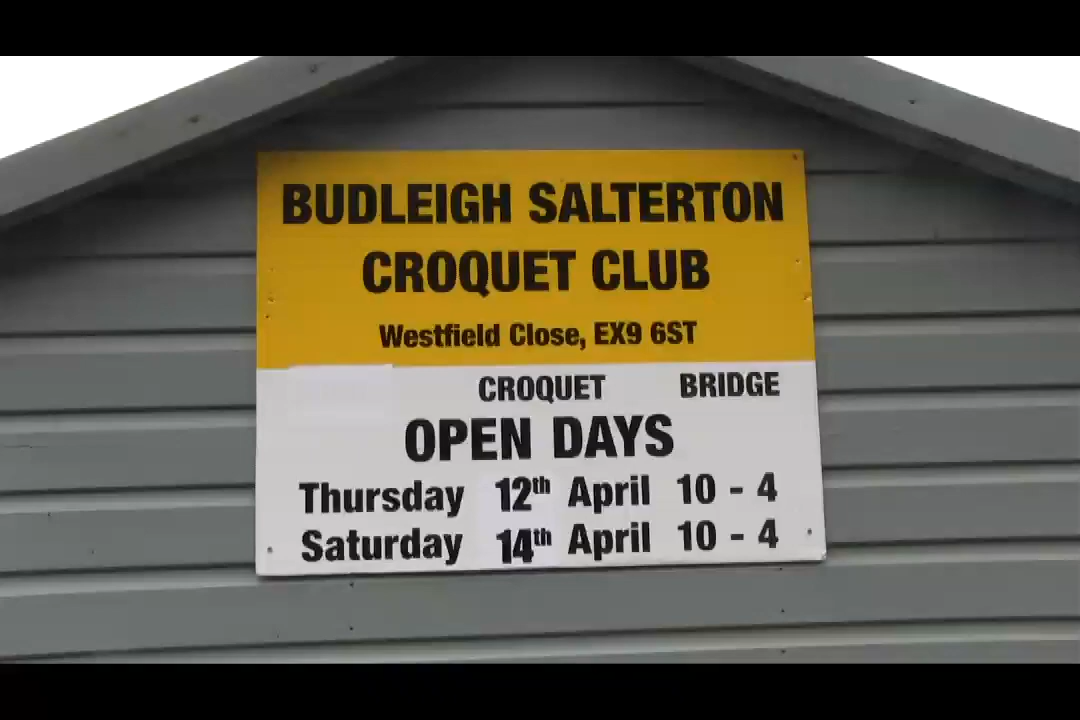 BUDLEIGH SALTERTON
CROQUET CLUB
Westfield Close, EX9 6ST
CROQUET BRIDGE
OPEN DAYS
Thursday 12th April 10 - 4
Saturday 14th April 10 - 4